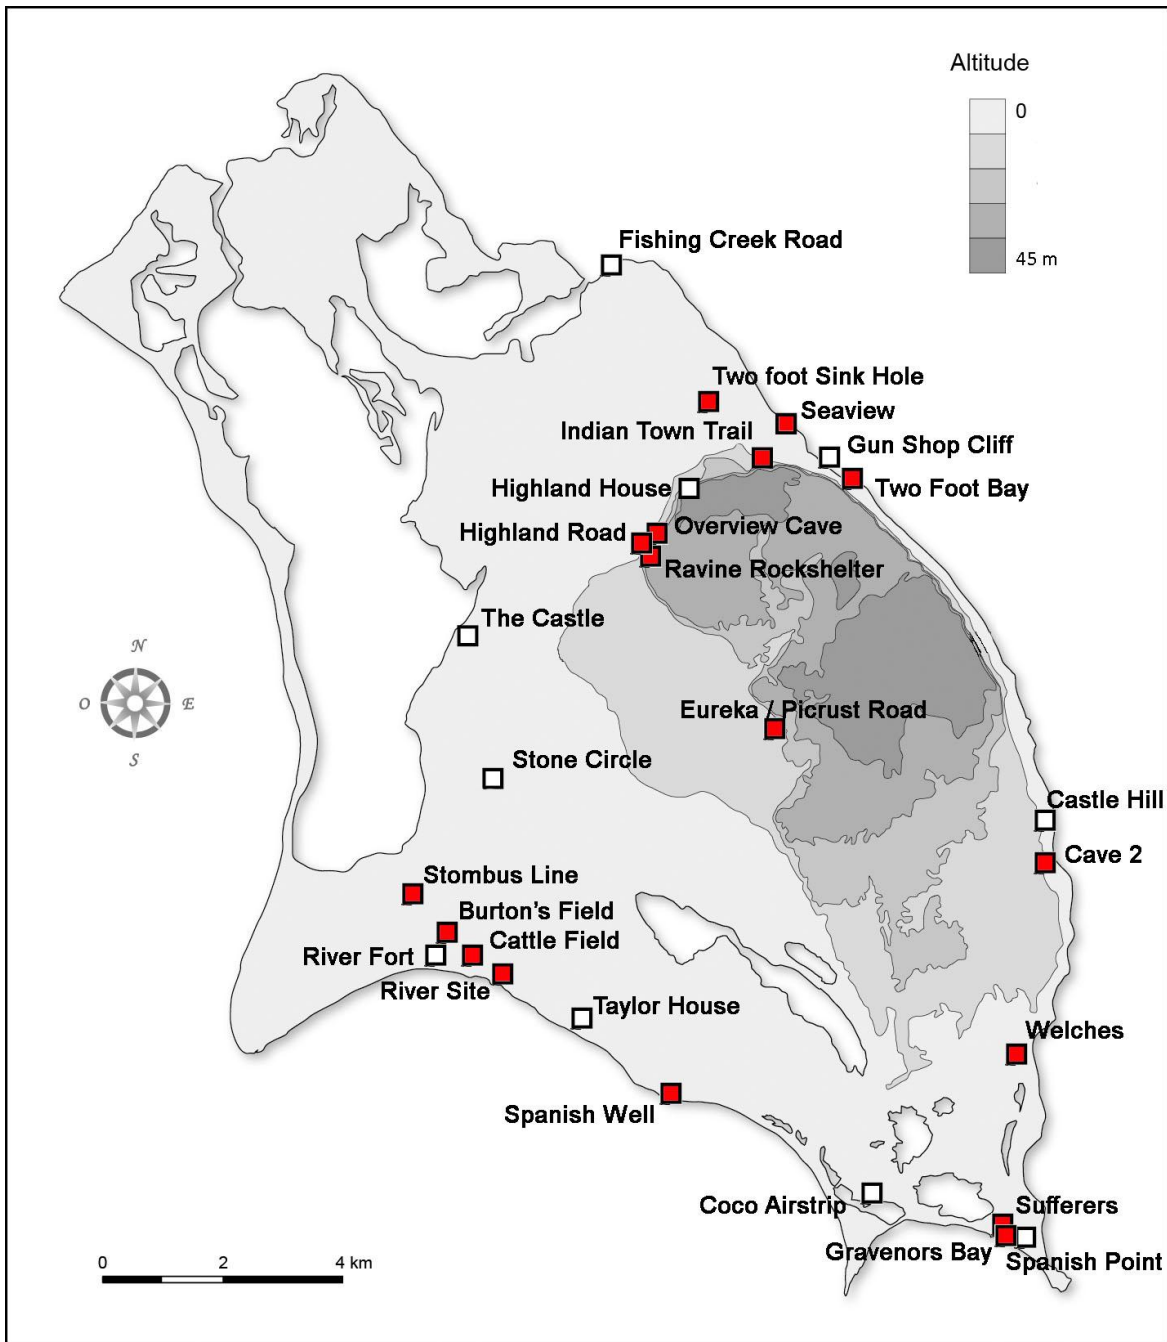 Altitude
0
45 m
Fishing Creek Road
Two foot Sink Hole
Seaview
Indian Town Trail
Gun Shop Cliff
Highland House
Two Foot Bay
Highland Road
Overview Cave
Ravine Rockshelter
The Castle
N
O
E
S
Eureka / Picrust Road
Stone Circle
Castle Hill
Cave 2
Stombus Line
Burton's Field
Cattle Field
River Fort
River Site
Taylor House
Welches
Spanish Well
Coco Airstrip
Sufferers
Gravenors Bay
Spanish Point
0 2 4 km